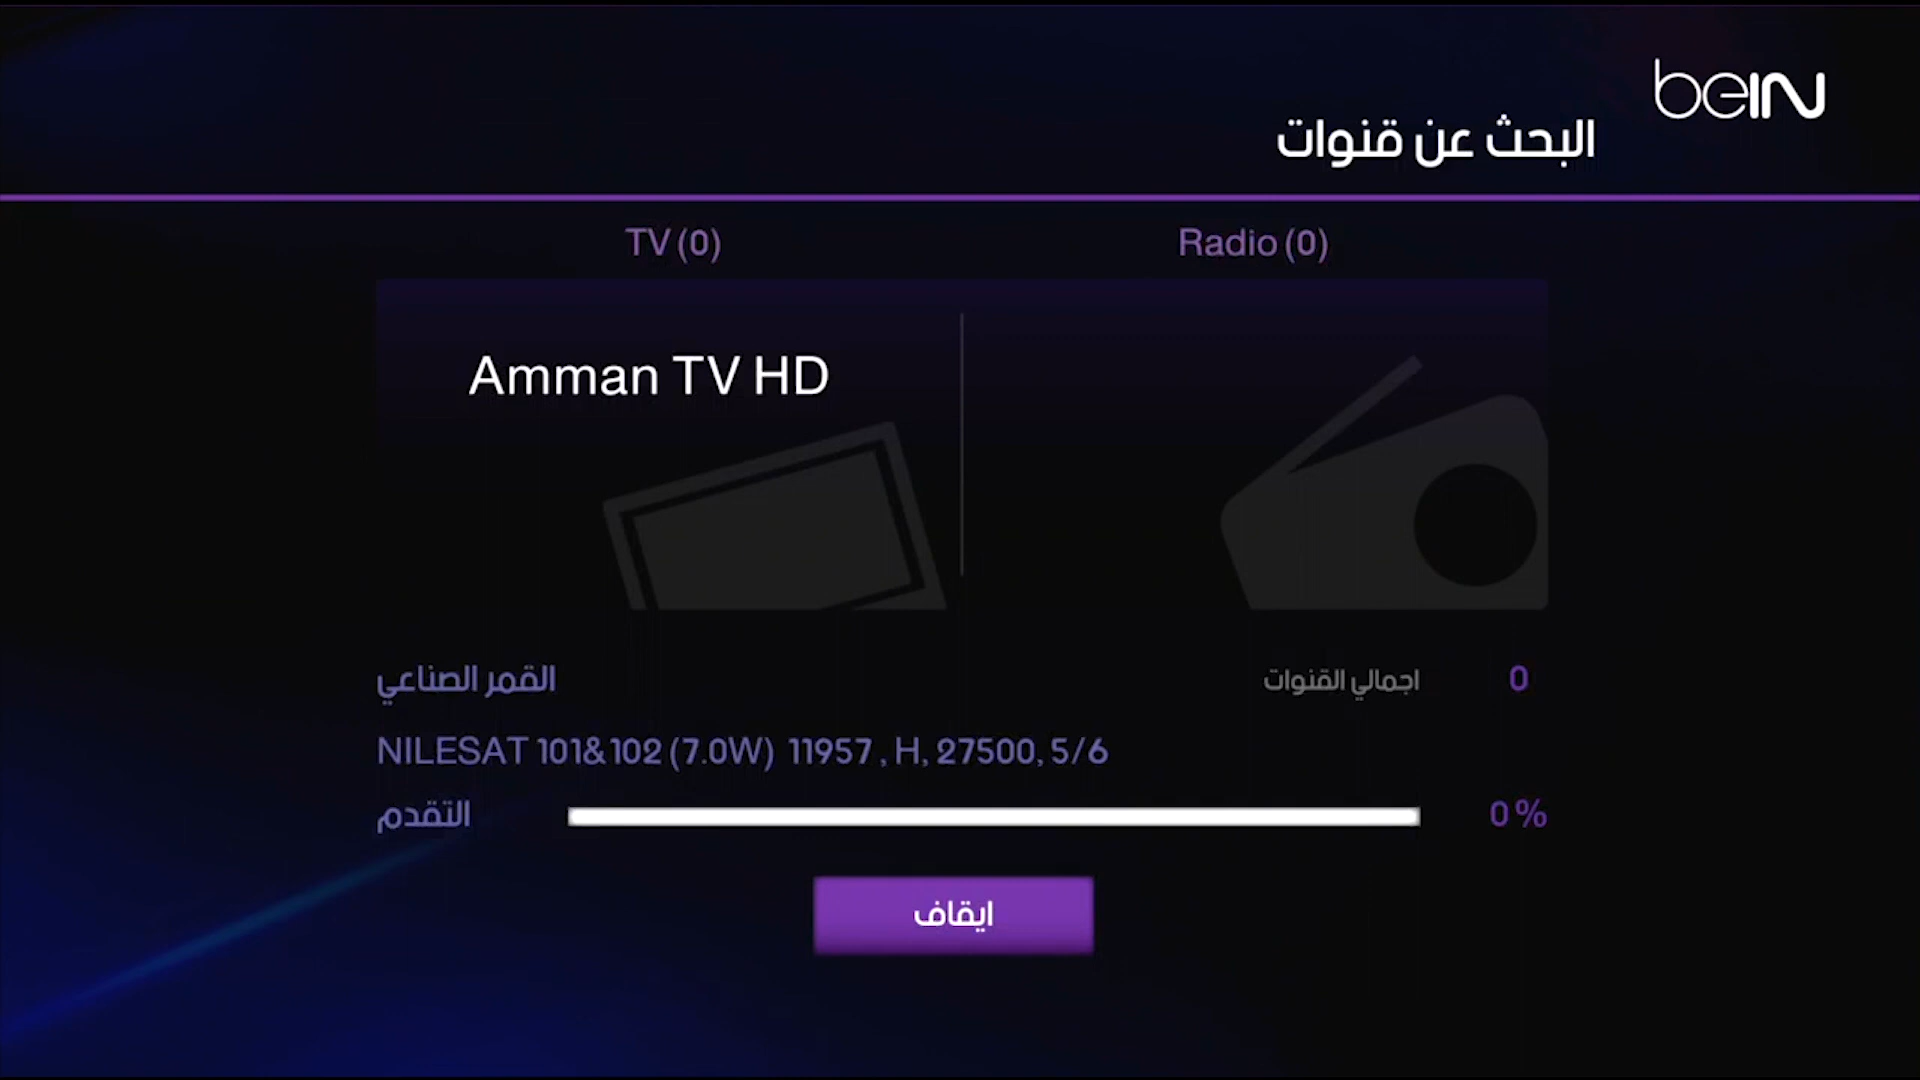 beIN
البحث عن قنوات
TV (0)
Radio (0)
Amman TV HD
القمر الصناعي
اجمالي القنوات 0
NILESAT 101&102 (7.0W) 11957 , H, 27500, 5/6
التقدم
0 %
ايقاف